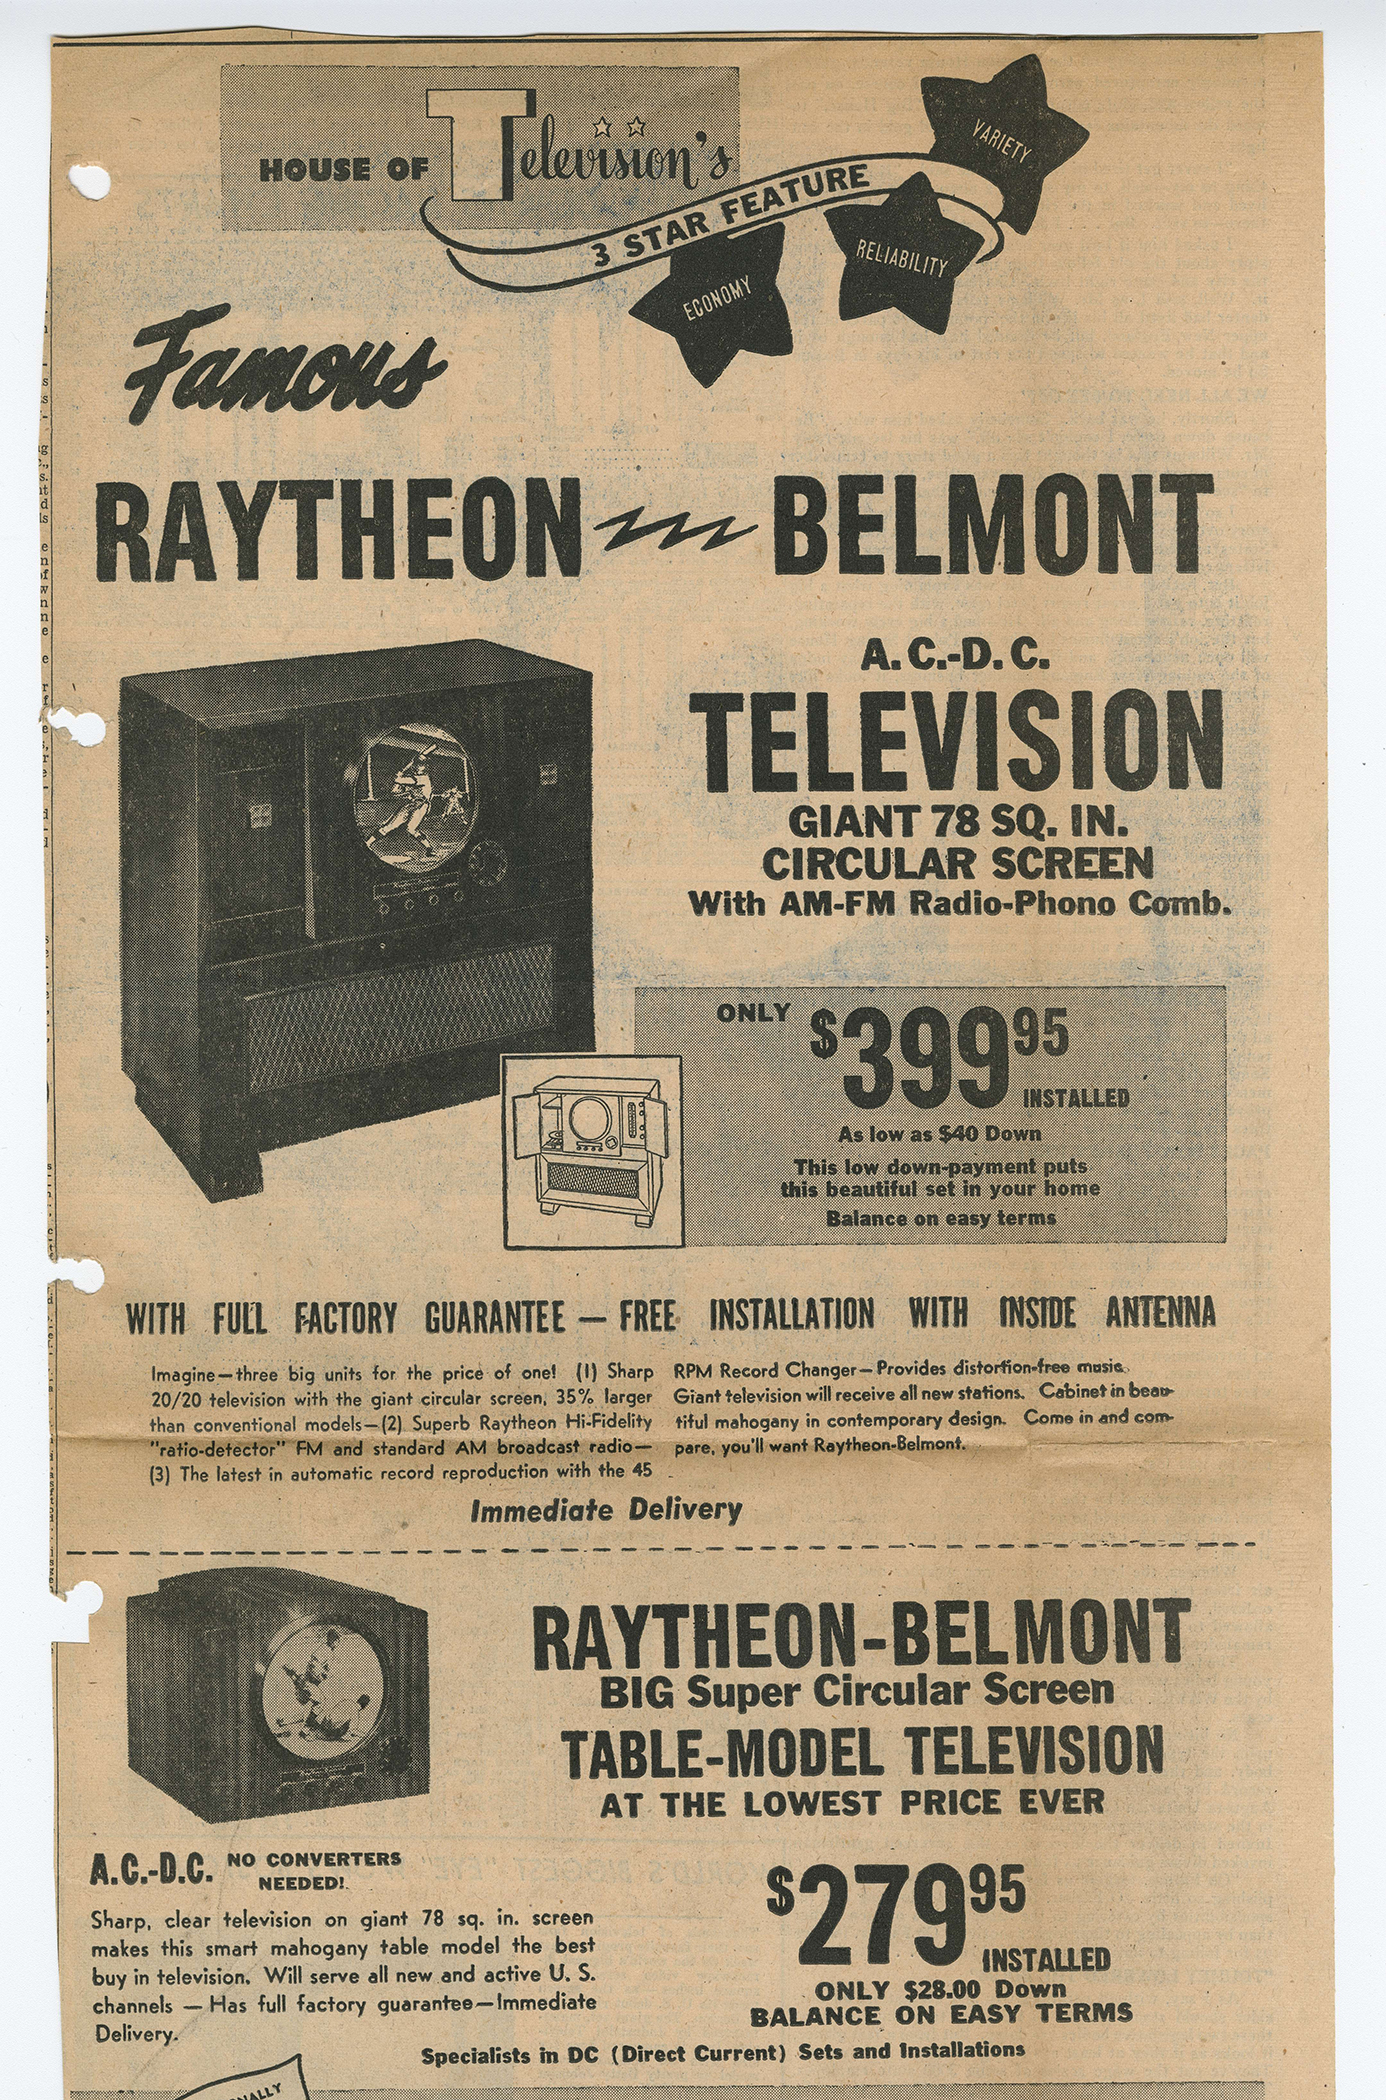 HOUSE OF Television's
3 STAR FEATURE
VARIETY
RELIABILITY
ECONOMY
Famous
RAYTHEON BELMONT
A.C.-D.C.
TELEVISION
GIANT 78 SQ. IN.
CIRCULAR SCREEN
With AM-FM Radio-Phono Comb.
ONLY $399 95
INSTALLED
As low as $40 Down
This low down-payment puts
this beautiful set in your home
Balance on easy terms
WITH FULL FACTORY GUARANTEE — FREE INSTALLATION WITH INSIDE ANTENNA
Imagine—three big units for the price of one! (1) Sharp
20/20 television with the giant circular screen, 35% larger
than conventional models—(2) Superb Raytheon Hi-Fidelity
"ratio-detector" FM and standard AM broadcast radio—
(3) The latest in automatic record reproduction with the 45
RPM Record Changer—Provides distortion-free music.
Giant television will receive all new stations. Cabinet in beau-
tiful mahogany in contemporary design. Come in and com-
pare, you'll want Raytheon-Belmont.
Immediate Delivery
RAYTHEON-BELMONT
BIG Super Circular Screen
TABLE-MODEL TELEVISION
AT THE LOWEST PRICE EVER
A.C.-D.C. NO CONVERTERS
NEEDED!
Sharp, clear television on giant 78 sq. in. screen
makes this smart mahogany table model the best
buy in television. Will serve all new and active U. S.
channels — Has full factory guarantee—Immediate
Delivery.
$279 95
INSTALLED
ONLY $28.00 Down
BALANCE ON EASY TERMS
Specialists in DC (Direct Current) Sets and Installations